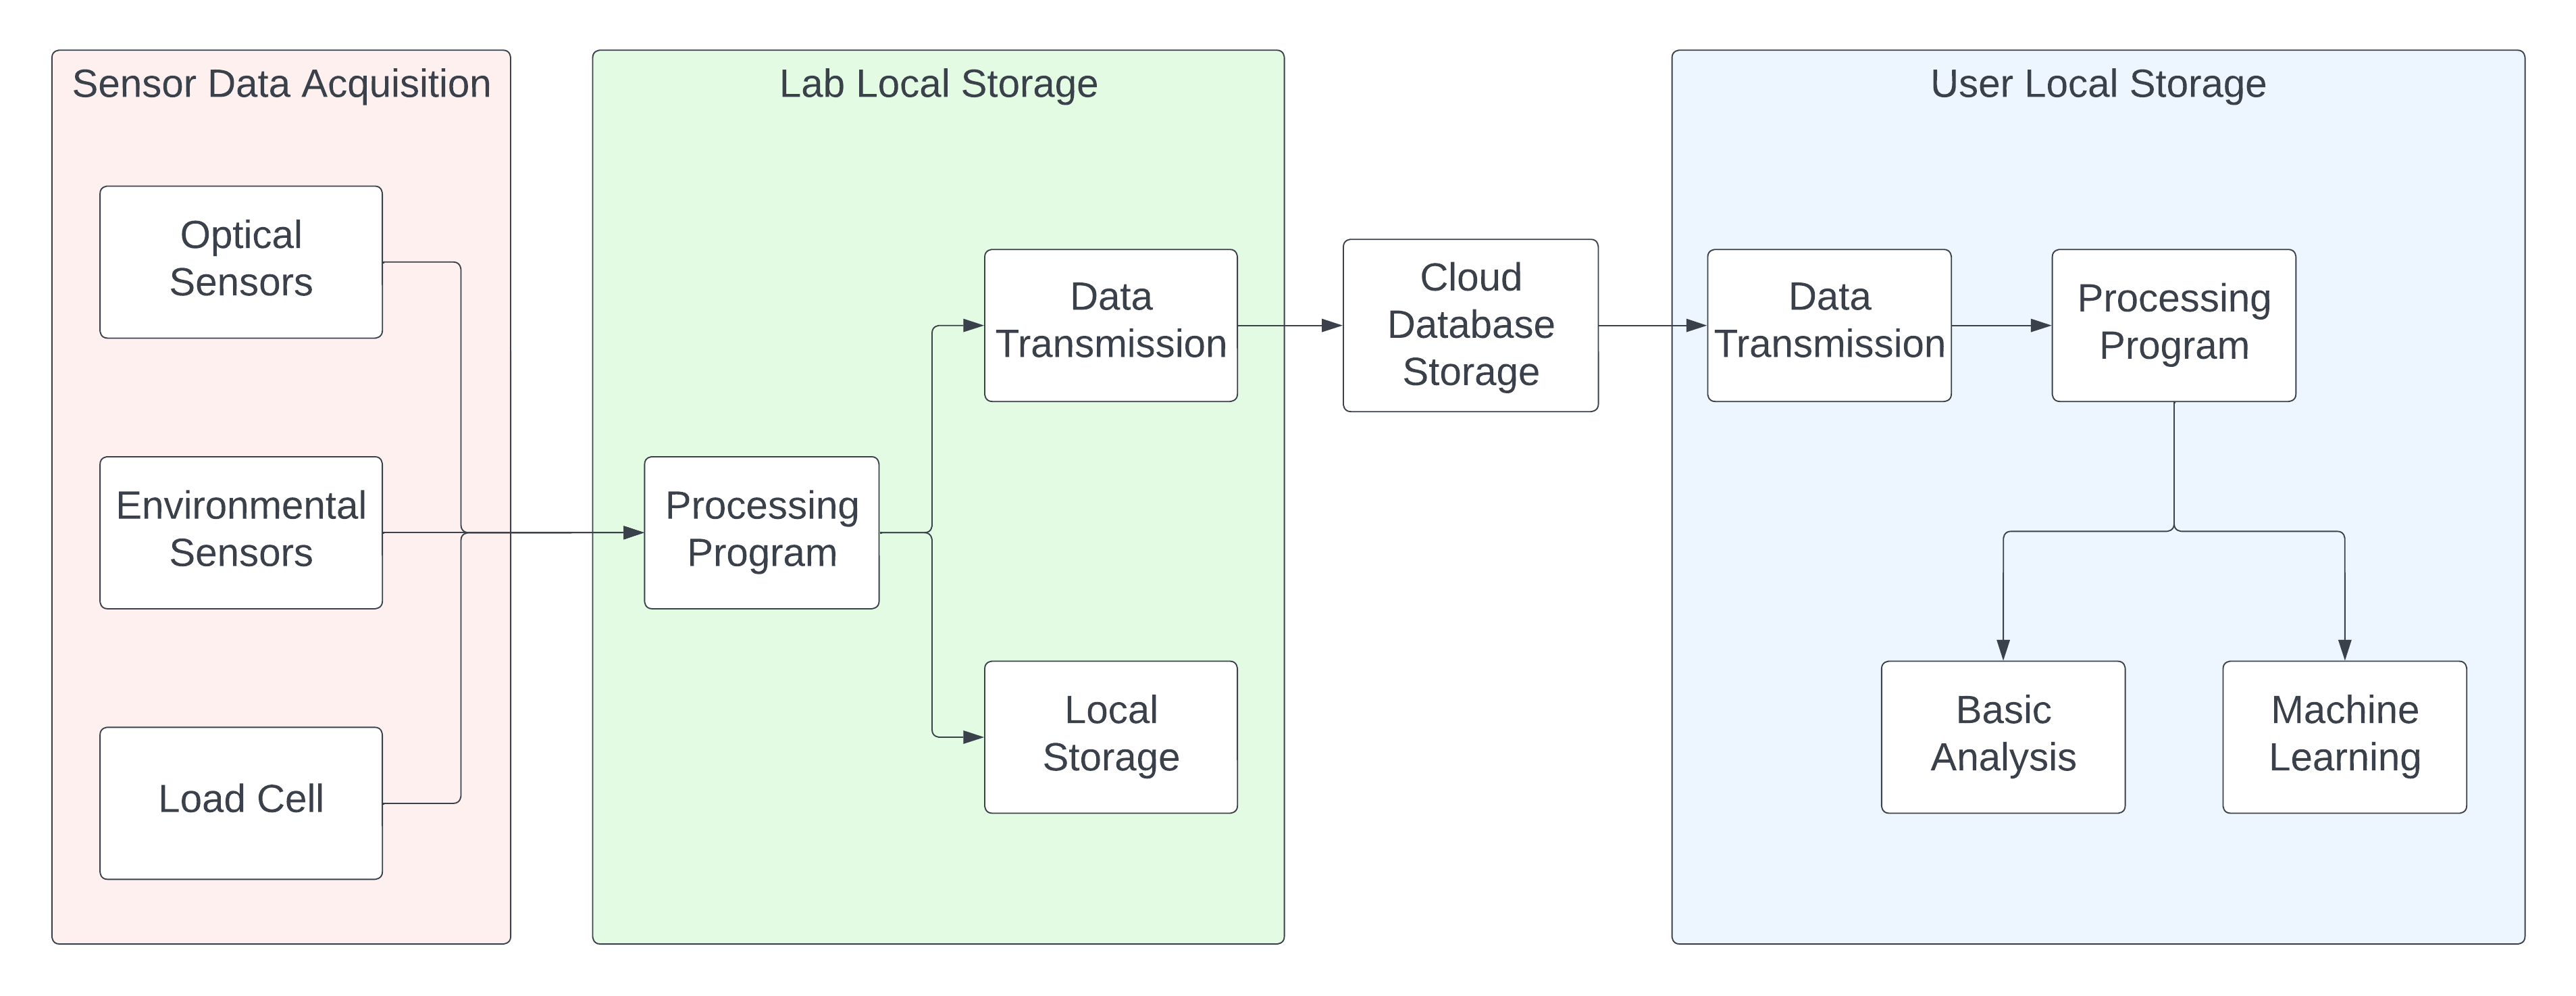 Sensor Data Acquisition
Optical
Sensors
Environmental
Sensors
Load Cell
Lab Local Storage
Processing
Program
Data
Transmission
Local
Storage
Cloud
Database
Storage
User Local Storage
Data
Transmission
Processing
Program
Basic
Analysis
Machine
Learning